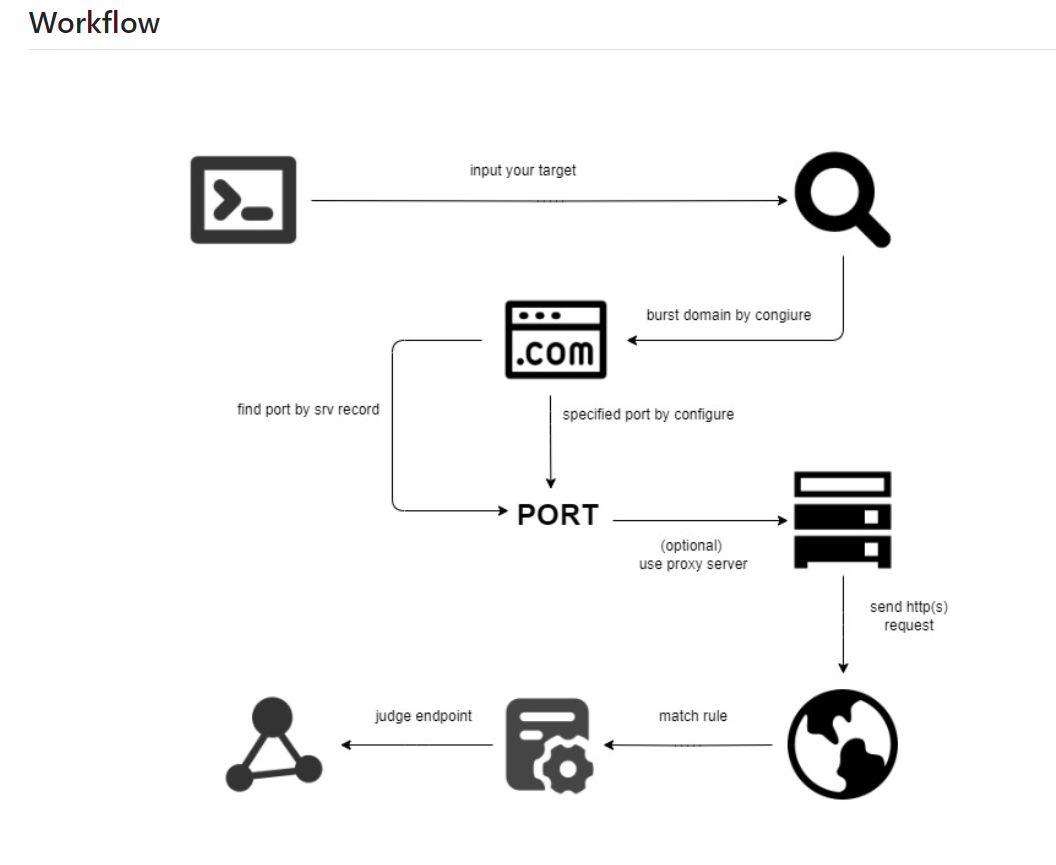 Workflow
input your target
burst domain by congiure
.com
find port by srv record
specified port by configure
PORT
(optional)
use proxy server
send http(s)
request
judge endpoint
match rule